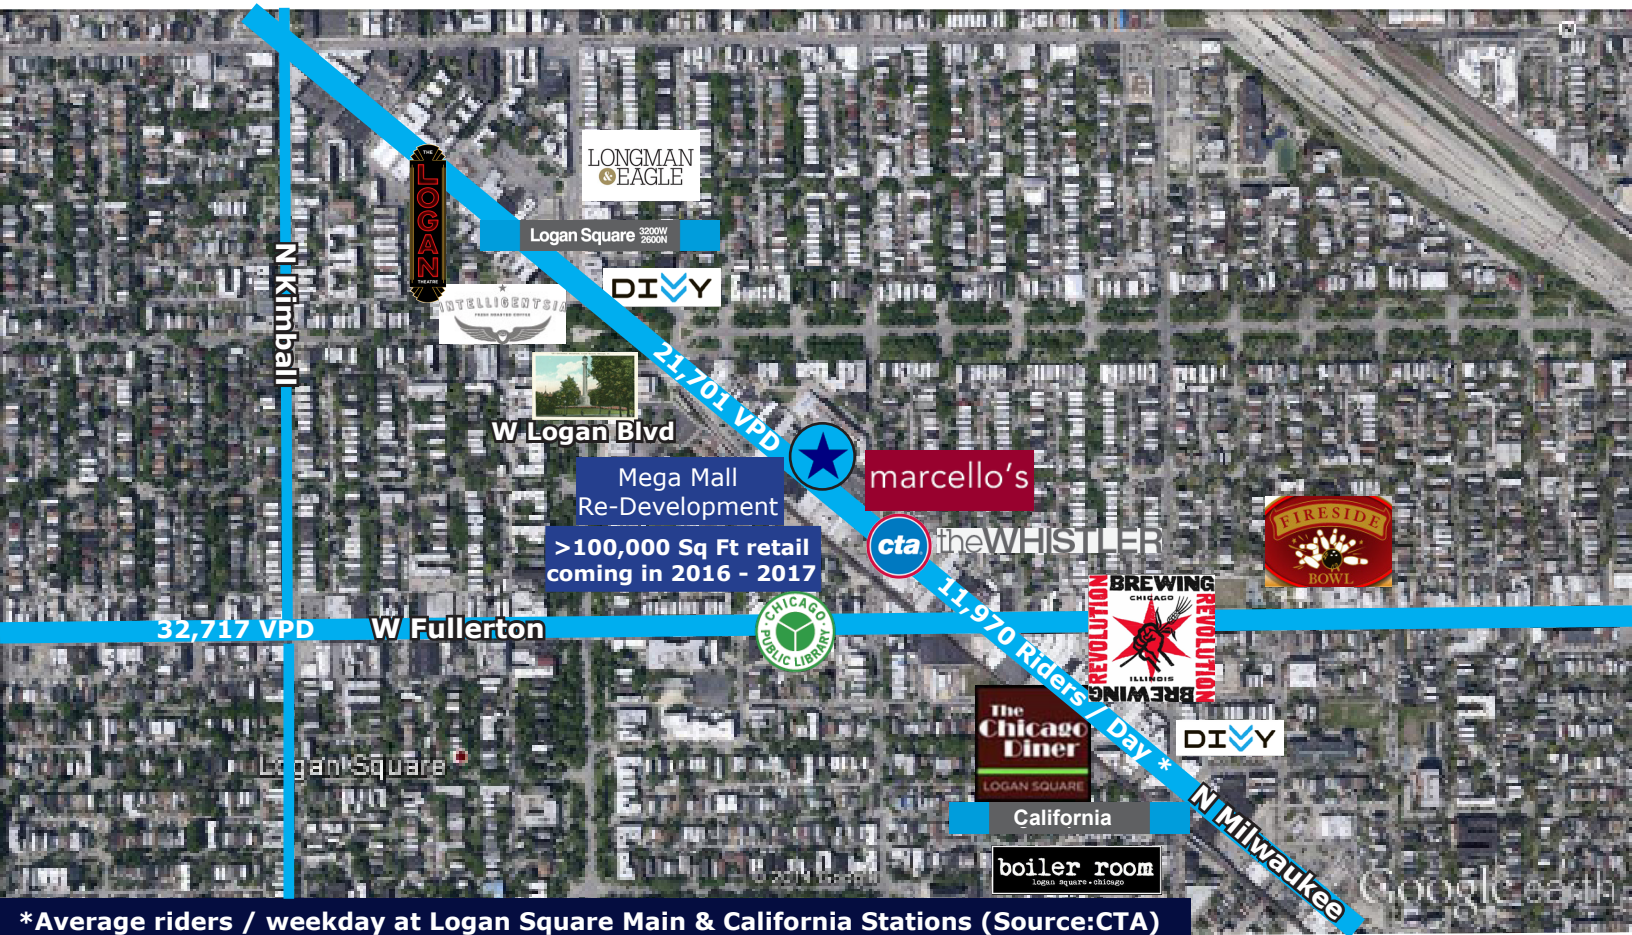 THE
LOGAN
THEATRE
LONGMAN
& EAGLE
Logan Square 3200W 2600N
DIVVY
INTELLIGENTSIA
N Kimball
21,701 VPD
W Logan Blvd
Mega Mall
Re-Development
>100,000 Sq Ft retail
coming in 2016 - 2017
marcello's
cta
theWHISTLER
FIRESIDE
BOWL
CHICAGO
PUBLIC LIBRARY
32,717 VPD
W Fullerton
11,970 Riders / Day *
REVOLUTION
BREWING
CHICAGO
REVOLUTION
ILLINOIS
BREWING
The
Chicago
Diner
LOGAN SQUARE
DIVVY
Logan Square
California
N Milwaukee
boiler room
logan square • chicago
Google earth
*Average riders / weekday at Logan Square Main & California Stations (Source:CTA)